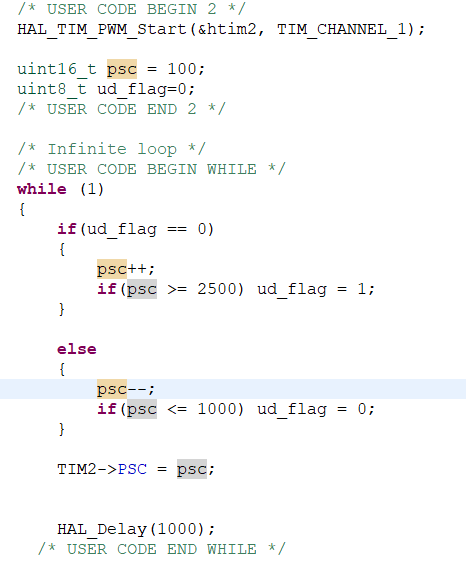 /* USER CODE BEGIN 2 */
HAL_TIM_PWM_Start(&htim2, TIM_CHANNEL_1);
uint16_t psc = 100;
uint8_t ud_flag=0;
/* USER CODE END 2 */
/* Infinite loop */
/* USER CODE BEGIN WHILE */
while (1)
{
if(ud_flag == 0)
{
psc++;
if(psc >= 2500) ud_flag = 1;
}
else
{
psc--;
if(psc <= 1000) ud_flag = 0;
}
TIM2->PSC = psc;
HAL_Delay(1000);
/* USER CODE END WHILE */